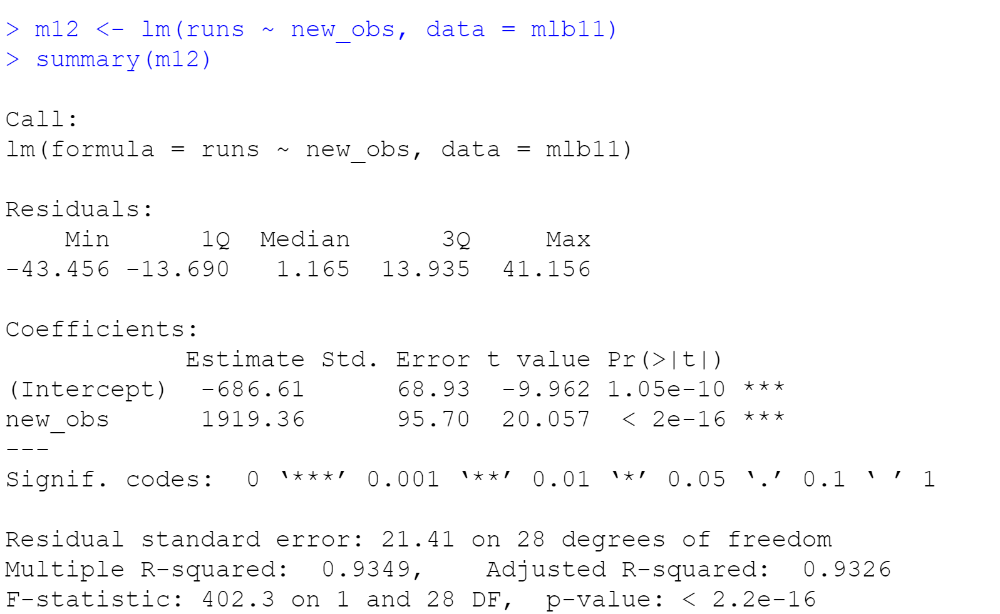 > m12 <- lm(runs ~ new_obs, data = mlb11)
> summary(m12)

Call:
lm(formula = runs ~ new_obs, data = mlb11)

Residuals:
    Min      1Q  Median      3Q     Max
-43.456 -13.690   1.165  13.935  41.156

Coefficients:
            Estimate Std. Error t value Pr(>|t|)
(Intercept)  -686.61      68.93  -9.962 1.05e-10 ***
new_obs      1919.36      95.70  20.057  < 2e-16 ***
---
Signif. codes:  0 ‘***’ 0.001 ‘**’ 0.01 ‘*’ 0.05 ‘.’ 0.1 ‘ ’ 1

Residual standard error: 21.41 on 28 degrees of freedom
Multiple R-squared:  0.9349,    Adjusted R-squared:  0.9326
F-statistic: 402.3 on 1 and 28 DF,  p-value: < 2.2e-16